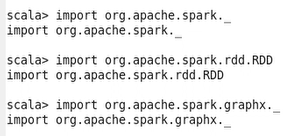 scala> import org.apache.spark._
import org.apache.spark._
scala> import org.apache.spark.rdd.RDD
import org.apache.spark.rdd.RDD
scala> import org.apache.spark.graphx._
import org.apache.spark.graphx._